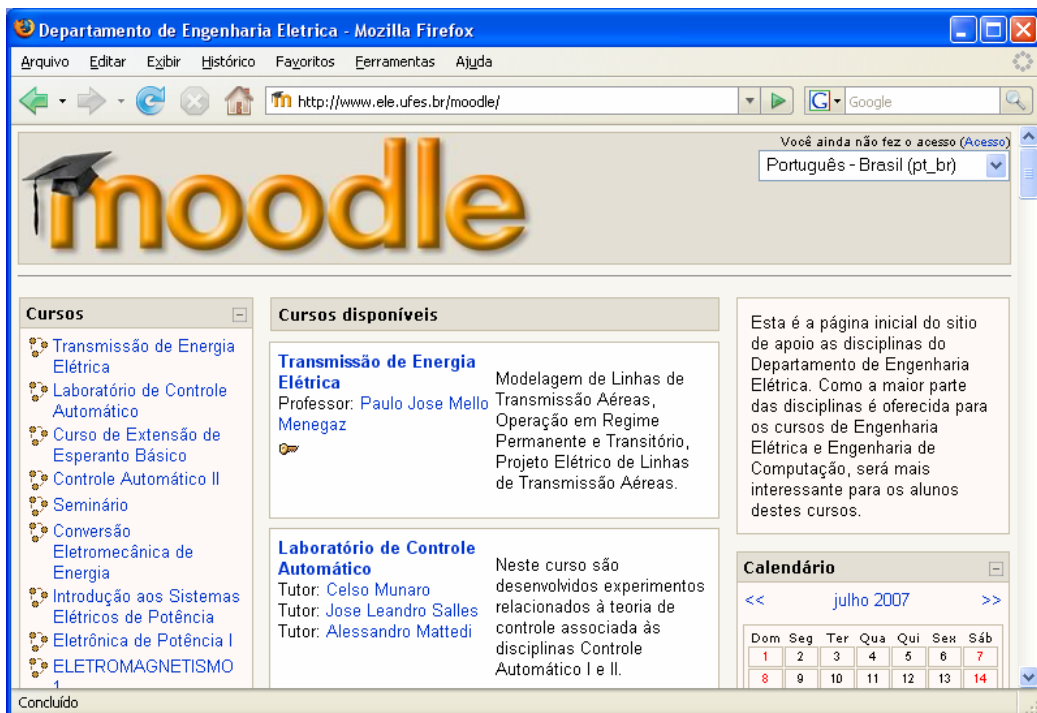 Departamento de Engenharia Eletrica - Mozilla Firefox
Arquivo Editar Exibir Histórico Favoritos Ferramentas Ajuda
http://www.ele.ufes.br/moodle/
G Google
moodle
Você ainda não fez o acesso (Acesso)
Português - Brasil (pt_br)
Cursos
Transmissão de Energia
Elétrica
Laboratório de Controle
Automático
Curso de Extensão de
Esperanto Básico
Controle Automático II
Seminário
Conversão
Eletromecânica de
Energia
Introdução aos Sistemas
Elétricos de Potência
Eletrônica de Potência I
ELETROMAGNETISMO
1
Cursos disponíveis
Transmissão de Energia
Elétrica
Professor: Paulo Jose Mello
Menegaz
Modelagem de Linhas de
Transmissão Aéreas,
Operação em Regime
Permanente e Transitório,
Projeto Elétrico de Linhas
de Transmissão Aéreas.
Laboratório de Controle
Automático
Tutor: Celso Munaro
Tutor: Jose Leandro Salles
Tutor: Alessandro Mattedi
Neste curso são
desenvolvidos experimentos
relacionados à teoria de
controle associada às
disciplinas Controle
Automático I e II.
Esta é a página inicial do sitio
de apoio as disciplinas do
Departamento de Engenharia
Elétrica. Como a maior parte
das disciplinas é oferecida para
os cursos de Engenharia
Elétrica e Engenharia de
Computação, será mais
interessante para os alunos
destes cursos.
Calendário
<< julho 2007 >>
Dom Seg Ter Qua Qui Sex Sáb
1 2 3 4 5 6 7
8 9 10 11 12 13 14
Concluído